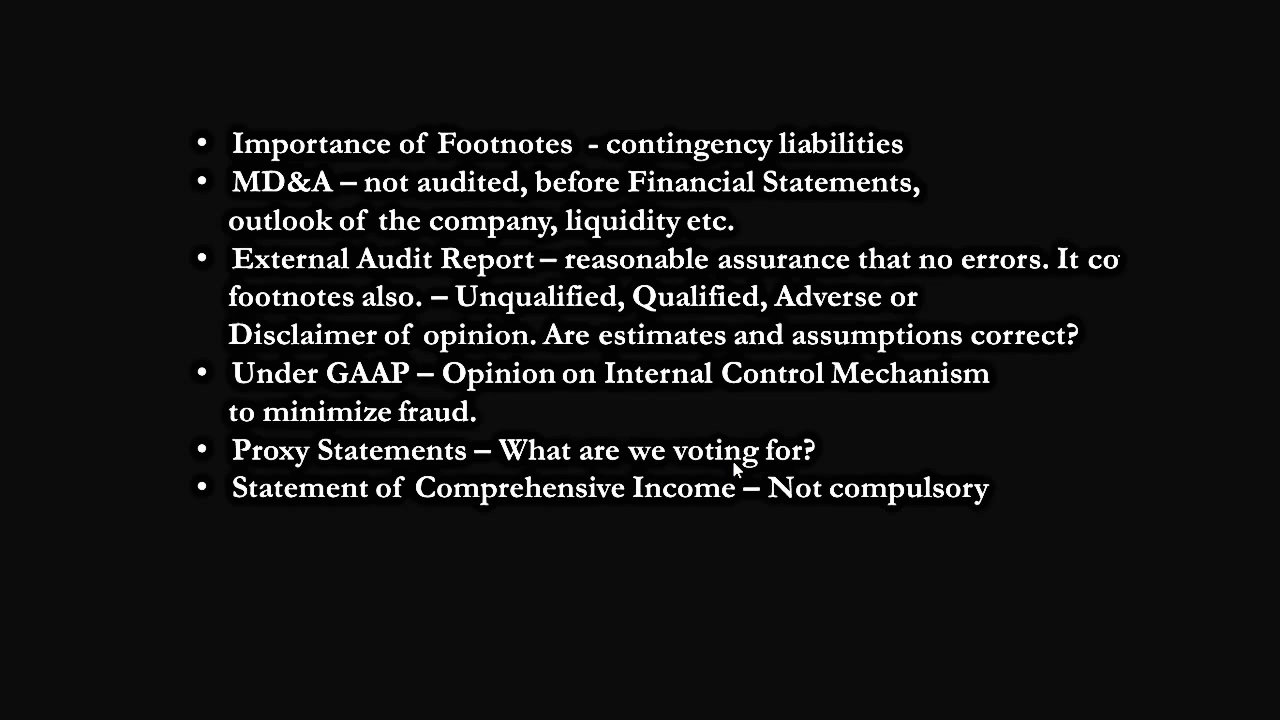 • Importance of Footnotes - contingency liabilities
• MD&A – not audited, before Financial Statements,
outlook of the company, liquidity etc.
• External Audit Report – reasonable assurance that no errors. It co
footnotes also. – Unqualified, Qualified, Adverse or
Disclaimer of opinion. Are estimates and assumptions correct?
• Under GAAP – Opinion on Internal Control Mechanism
to minimize fraud.
• Proxy Statements – What are we voting for?
• Statement of Comprehensive Income – Not compulsory